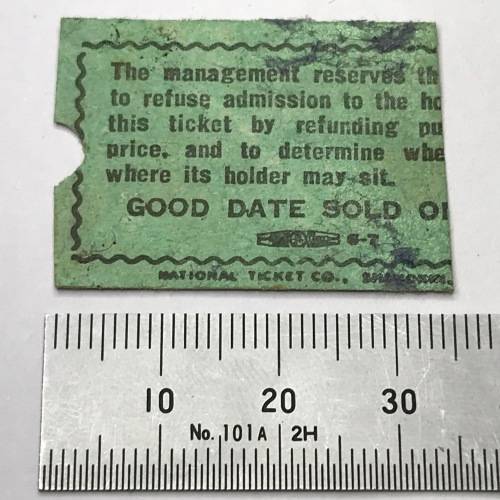 The management reserves th
to refuse admission to the ho
this ticket by refunding pu
price, and to determine whe
where its holder may sit.
GOOD DATE SOLD O
6-7
NATIONAL TICKET CO.,
10 20 30
No. 101A 2H